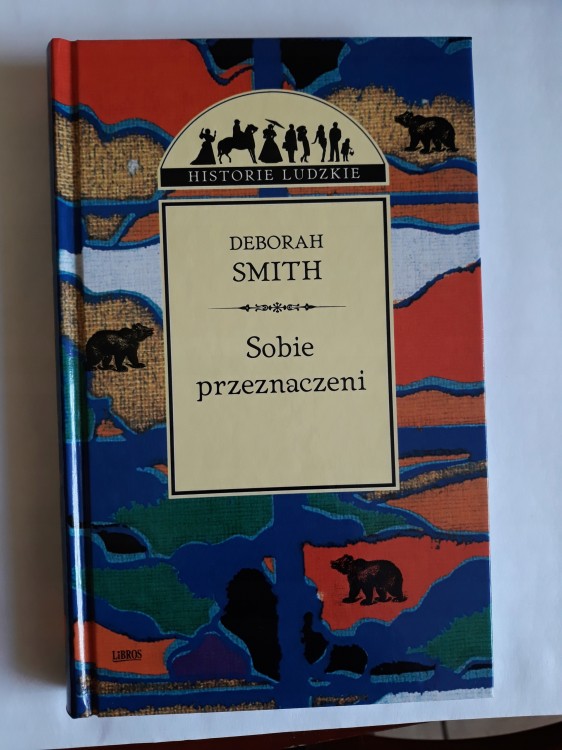 HISTORIE LUDZKIE
DEBORAH
SMITH
Sobie
przeznaczeni
LIBROS